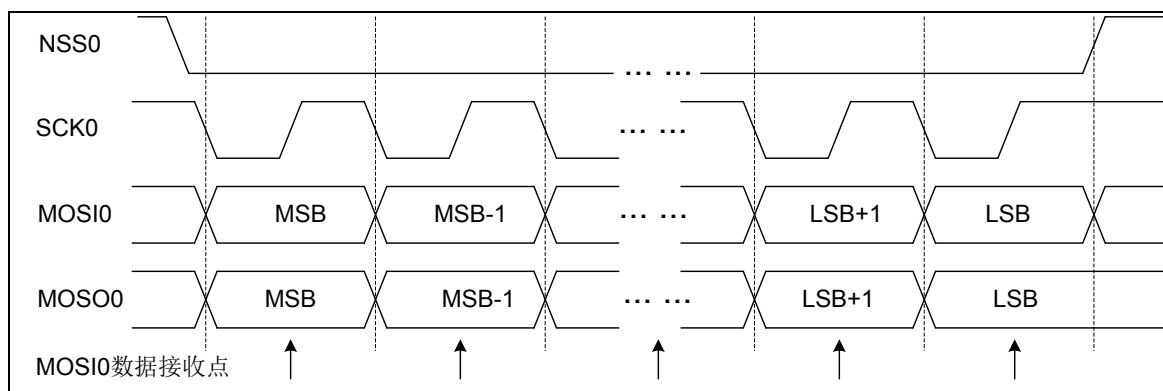 NSS0
... ...
SCK0
... ...
MOSI0 MSB MSB-1 ... ... LSB+1 LSB
MOSO0 MSB MSB-1 ... ... LSB+1 LSB
MOSI0数据接收点